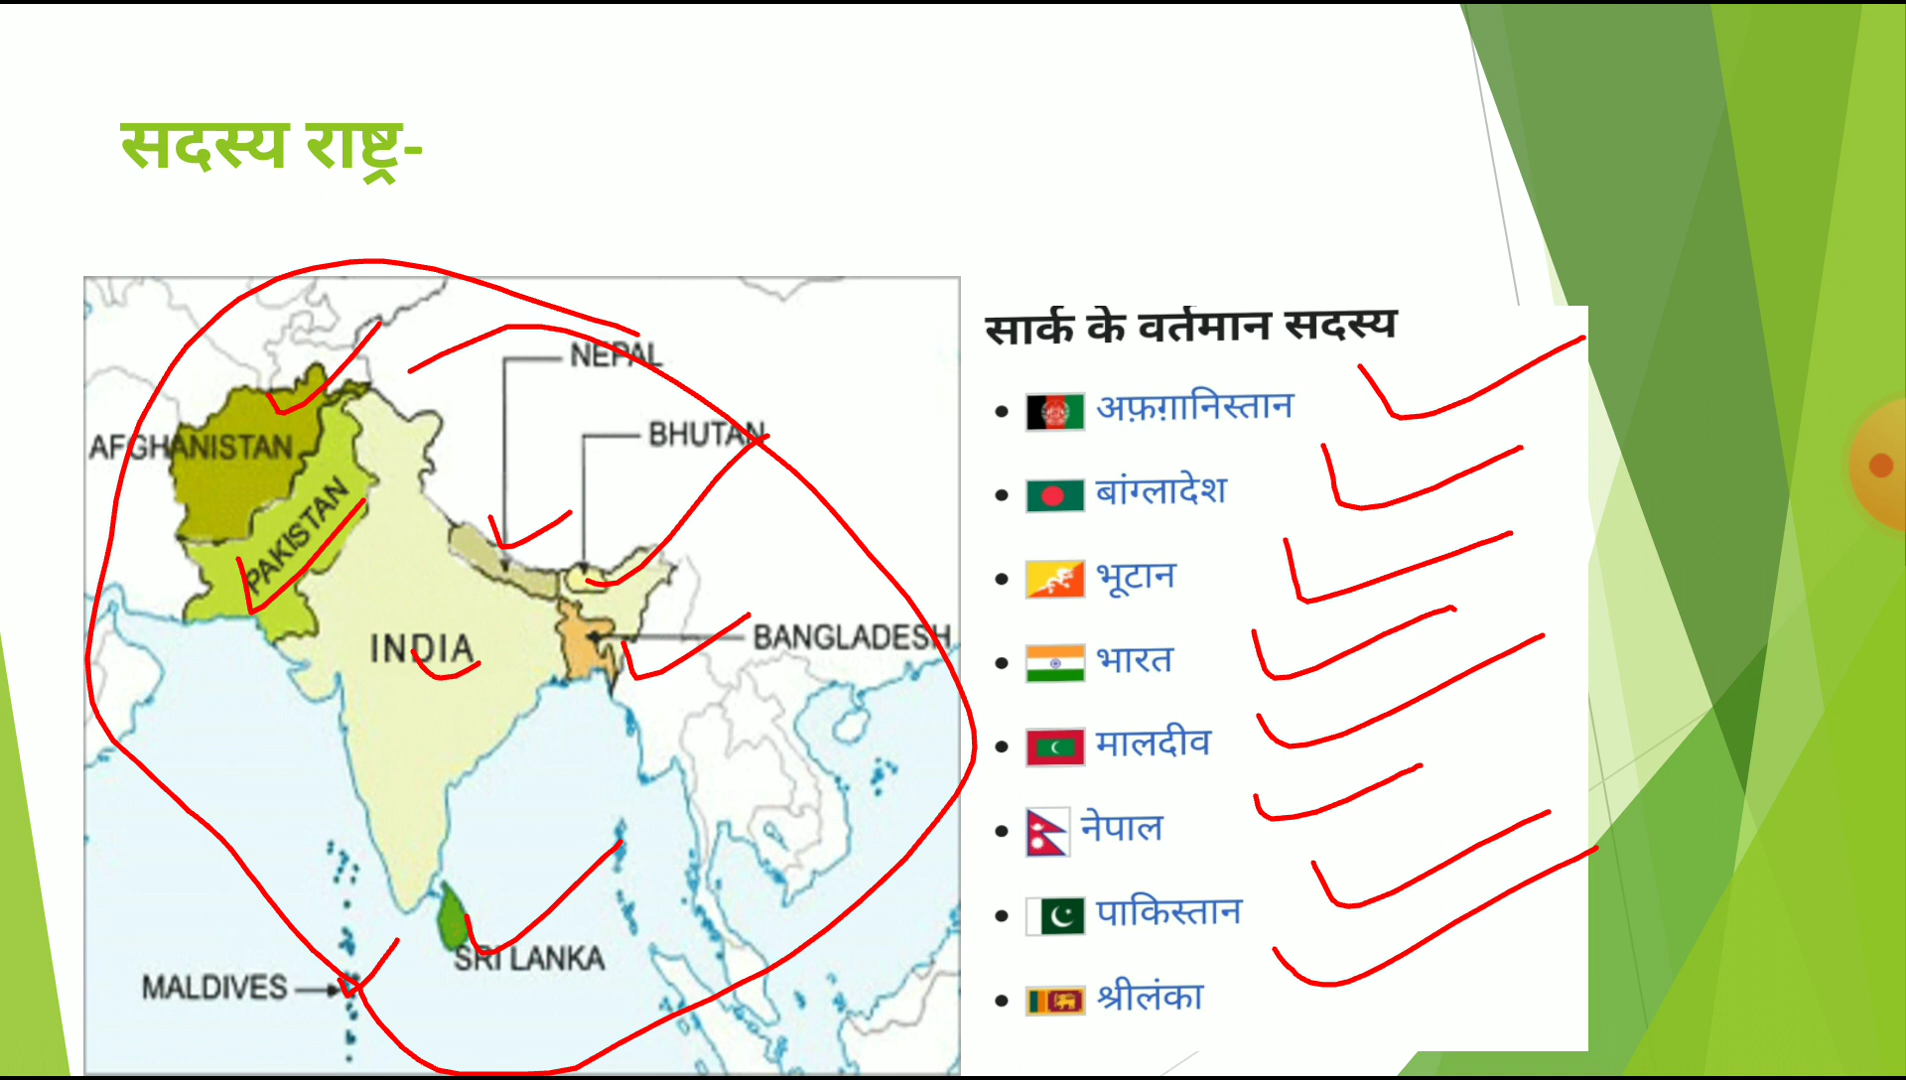 सदस्य राष्ट्र-
NEPAL
BHUTAN
AFGHANISTAN
PAKISTAN
INDIA
BANGLADESH
SRI LANKA
MALDIVES
सार्क के वर्तमान सदस्य
अफ़ग़ानिस्तान
बांग्लादेश
भूटान
भारत
मालदीव
नेपाल
पाकिस्तान
श्रीलंका